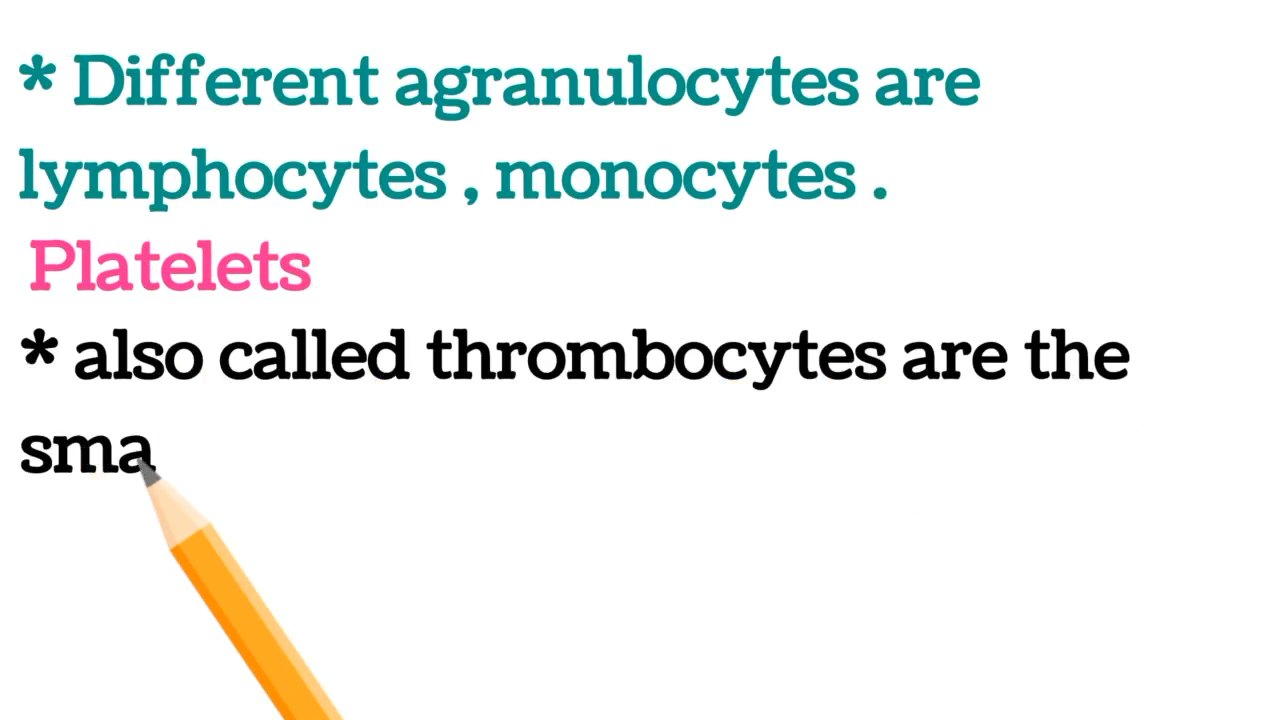 * Different agranulocytes are
lymphocytes , monocytes .
Platelets
* also called thrombocytes are the
sma